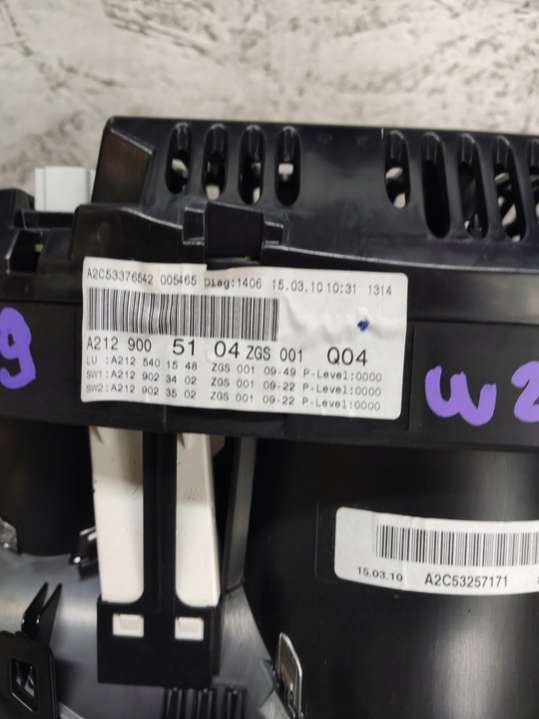 A2C53376542 005465 Diag:1406 15.03.10 10:31 1314
A212 900 51 04 ZGS 001 Q04
LU : A212 540 15 48 ZGS 001 09-49 P-Level:0000
SW1: A212 902 34 02 ZGS 001 09-22 P-Level:0000
SW2: A212 902 35 02 ZGS 001 09-22 P-Level:0000
9
W2
15.03.10 A2C53257171